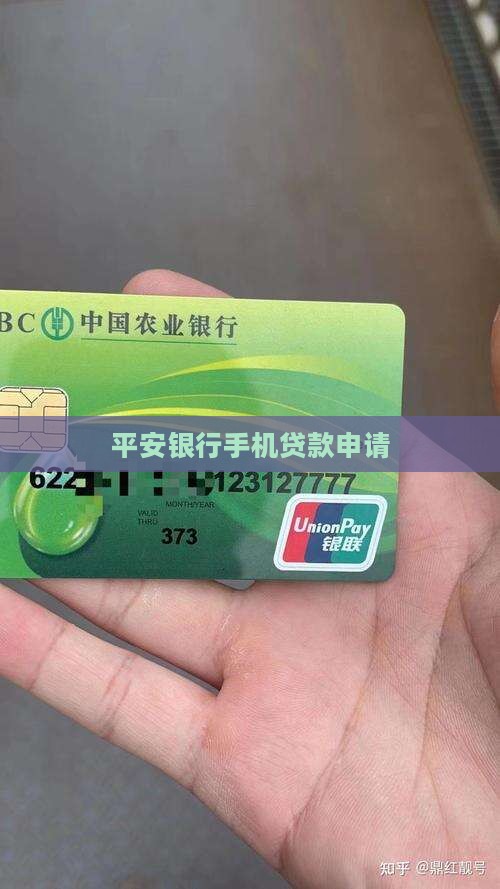 BC 中国农业银行
平安银行手机贷款申请
622 123127777
MONTH/YEAR
VALID
THRU
373
UnionPay
银联
知乎 @鼎红靓号